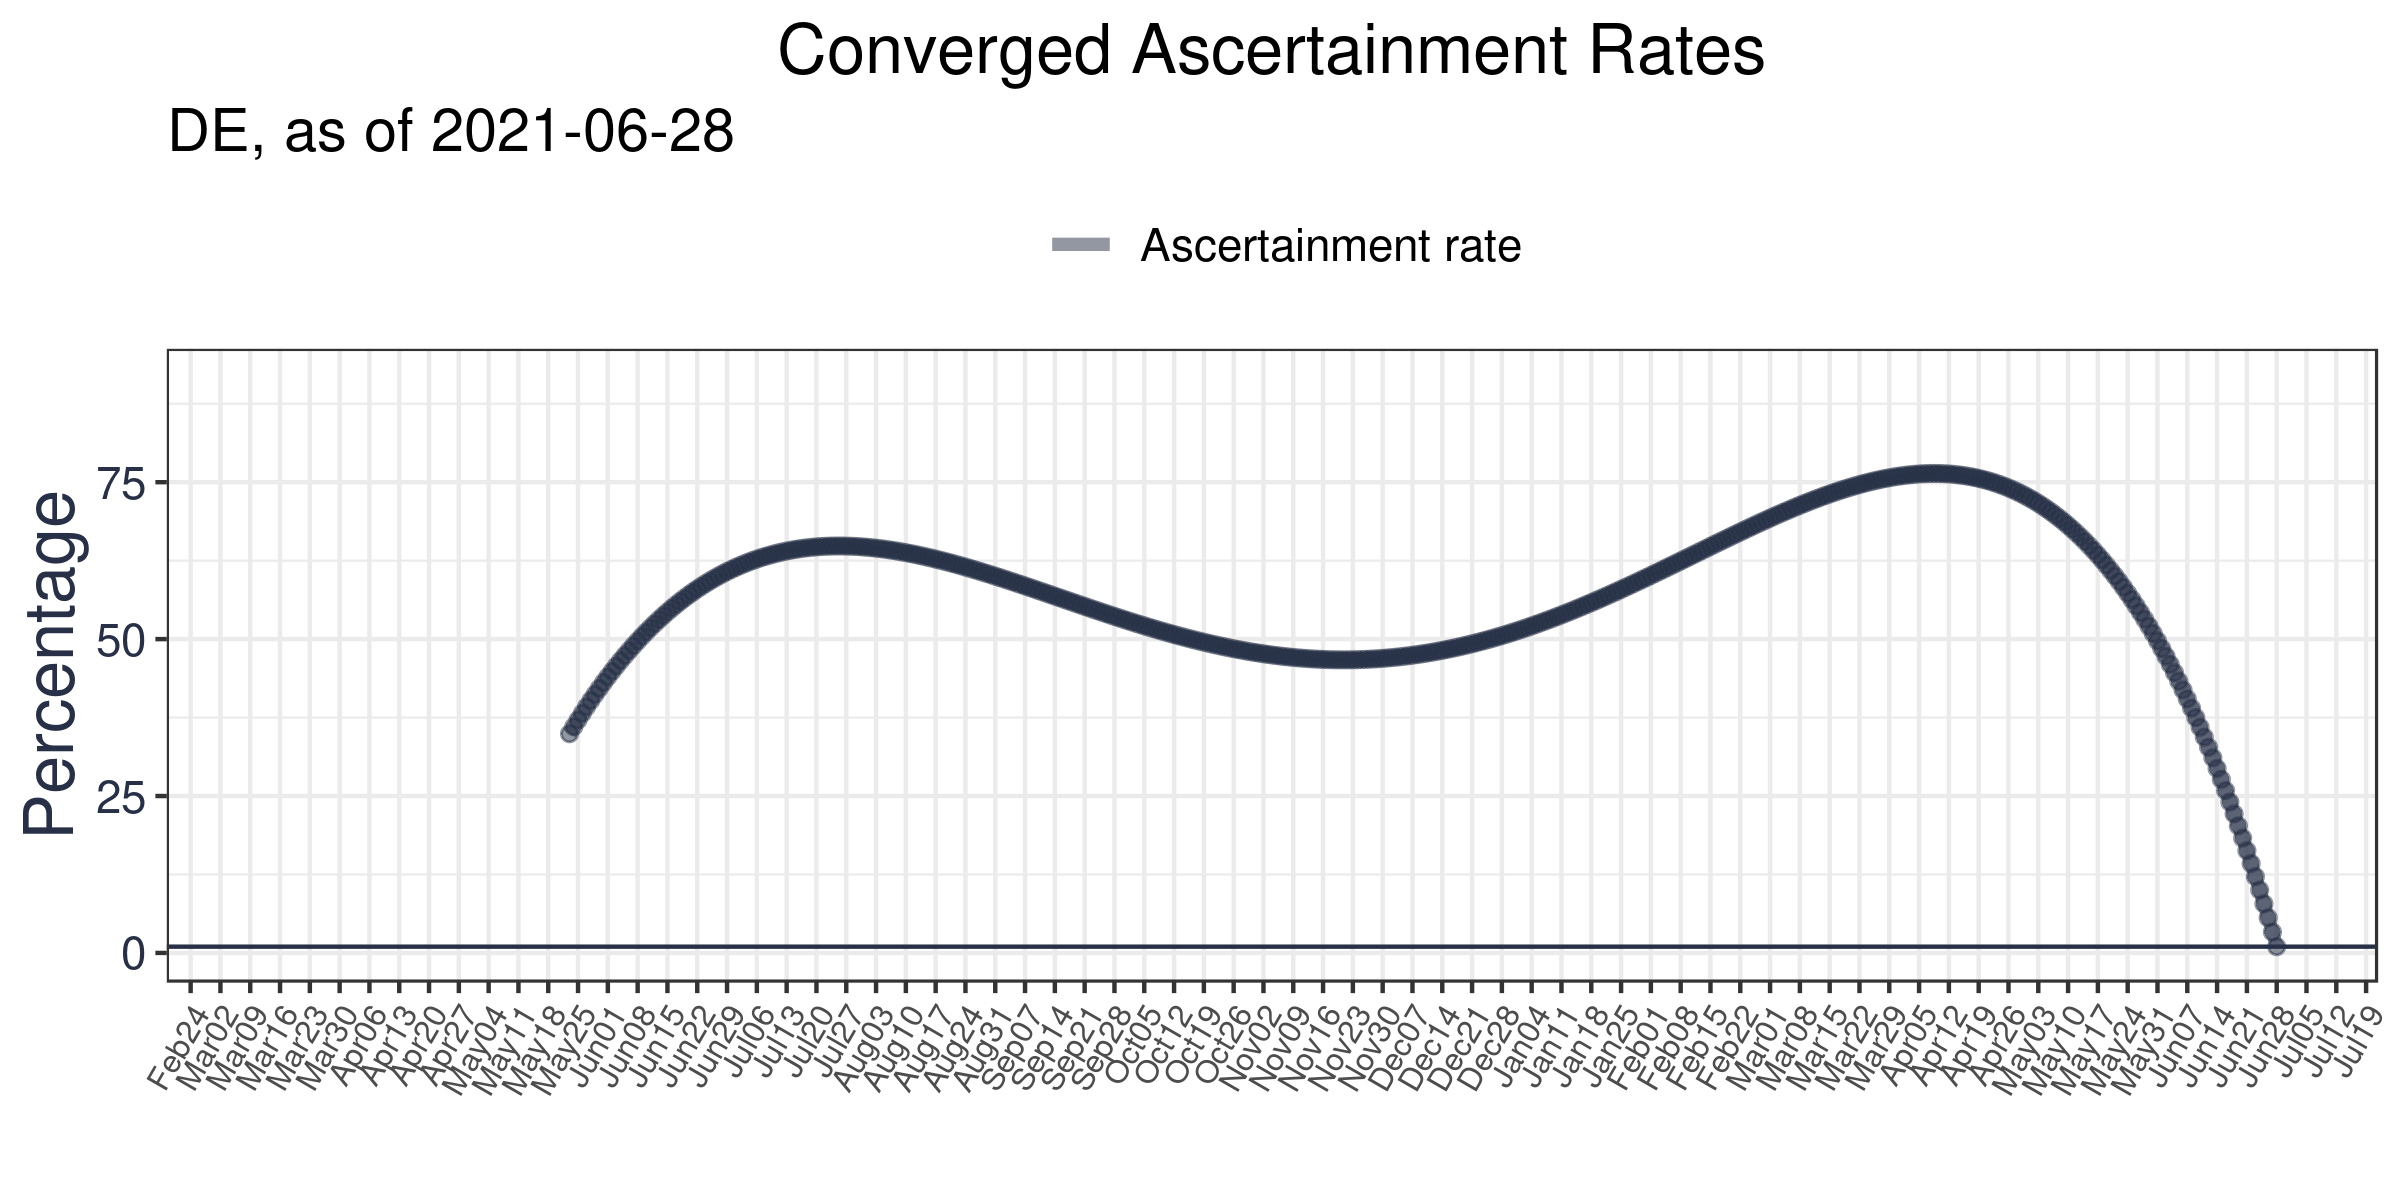 Converged Ascertainment Rates
DE, as of 2021-06-28
Ascertainment rate
Percentage
75
50
25
0
Feb24 Mar02 Mar09 Mar16 Mar23 Mar30 Apr06 Apr13 Apr20 Apr27 May04 May11 May18 May25 Jun01 Jun08 Jun15 Jun22 Jun29 Jul06 Jul13 Jul20 Jul27 Aug03 Aug10 Aug17 Aug24 Aug31 Sep07 Sep14 Sep21 Sep28 Oct05 Oct12 Oct19 Oct26 Nov02 Nov09 Nov16 Nov23 Nov30 Dec07 Dec14 Dec21 Dec28 Jan04 Jan11 Jan18 Jan25 Feb01 Feb08 Feb15 Feb22 Mar01 Mar08 Mar15 Mar22 Mar29 Apr05 Apr12 Apr19 Apr26 May03 May10 May17 May24 May31 Jun07 Jun14 Jun21 Jun28 Jul05 Jul12 Jul19